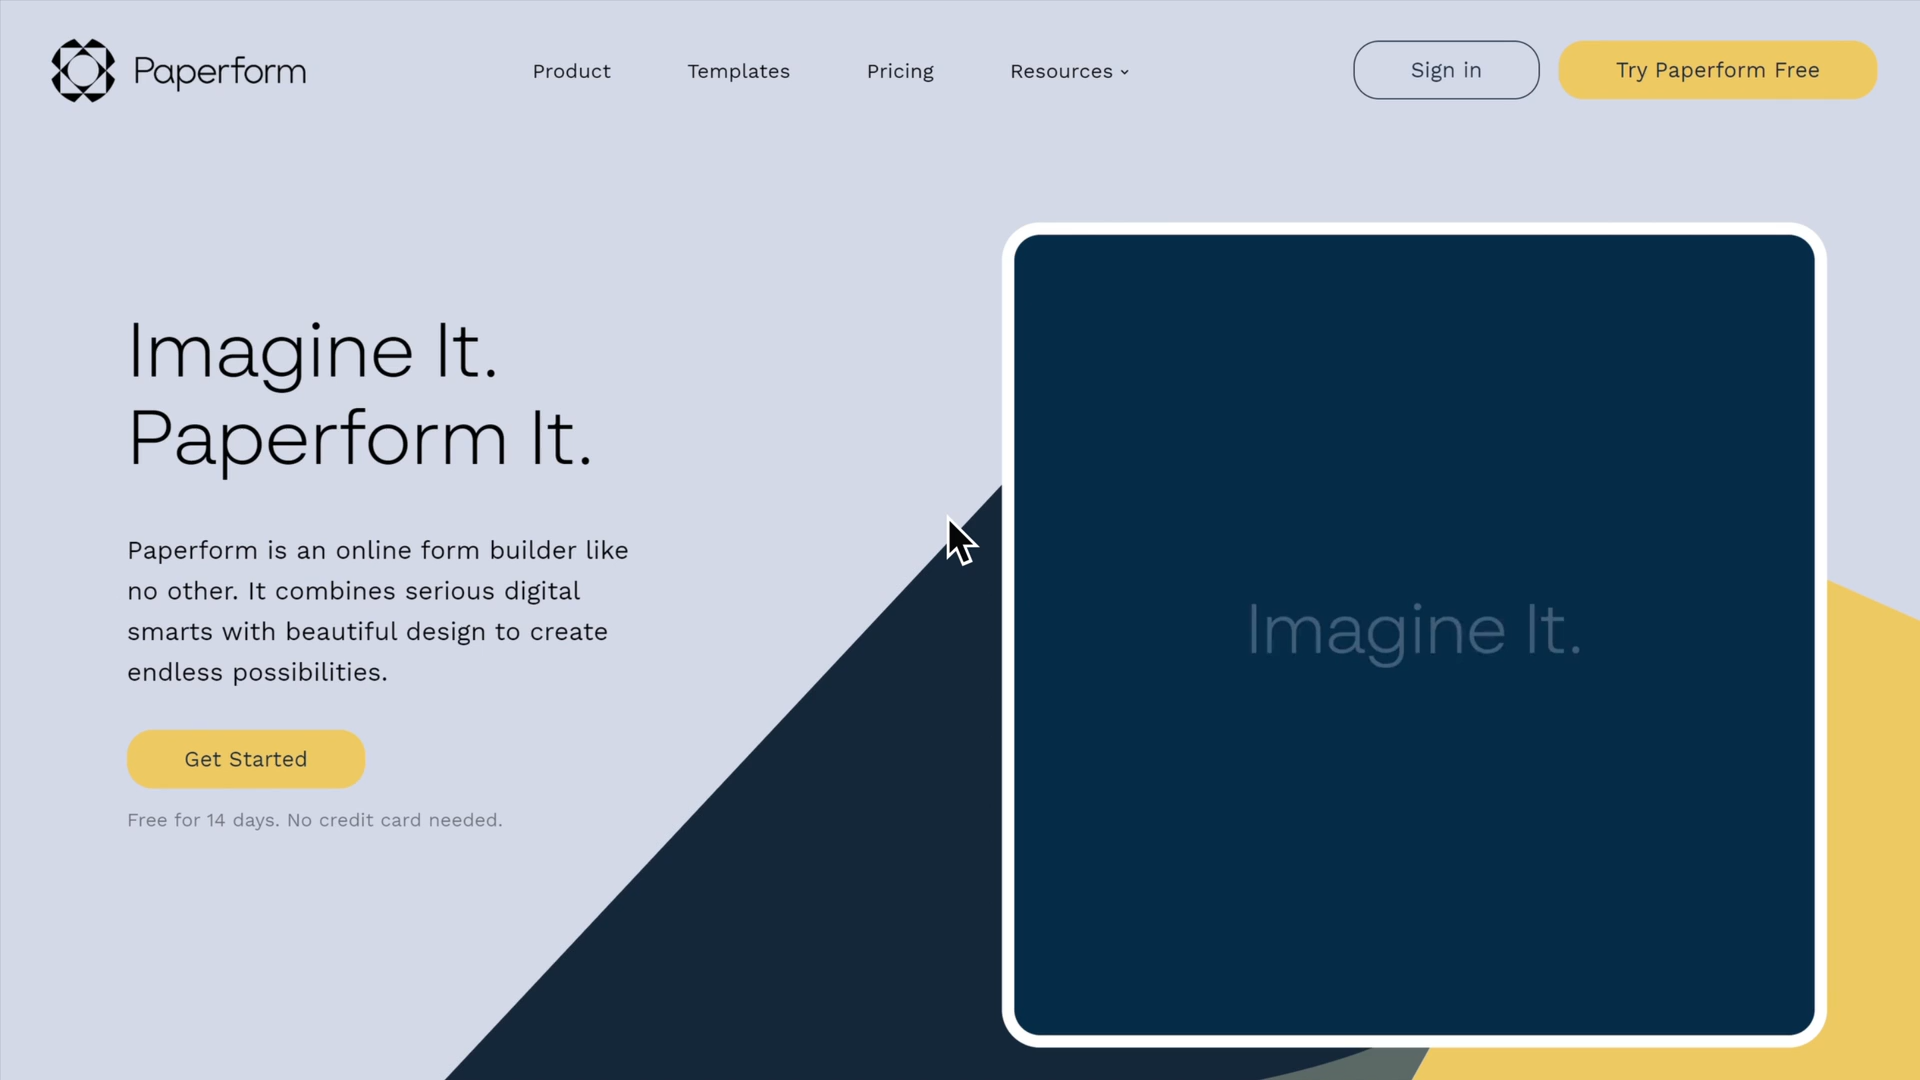 Paperform
Product
Templates
Pricing
Resources
Sign in
Try Paperform Free
Imagine It.
Paperform It.
Paperform is an online form builder like
no other. It combines serious digital
smarts with beautiful design to create
endless possibilities.
Get Started
Free for 14 days. No credit card needed.
Imagine It.